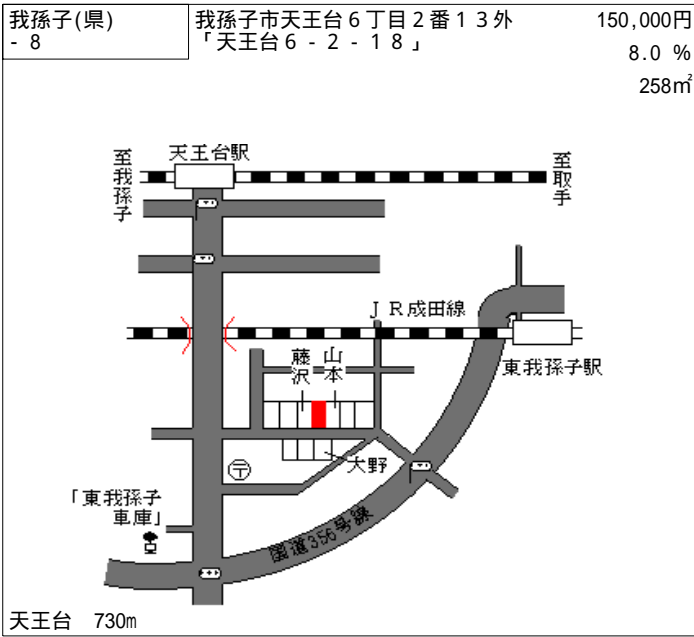 我孫子(県)
- 8
我孫子市天王台６丁目２番１３外
「天王台６‐２‐１８」
150,000円
8.0 %
258㎡
至我孫子
天王台駅
至取手
ＪＲ成田線
東我孫子駅
藤沢
山本
大野
〒
「東我孫子
車庫」
国道356号線
天王台　730m